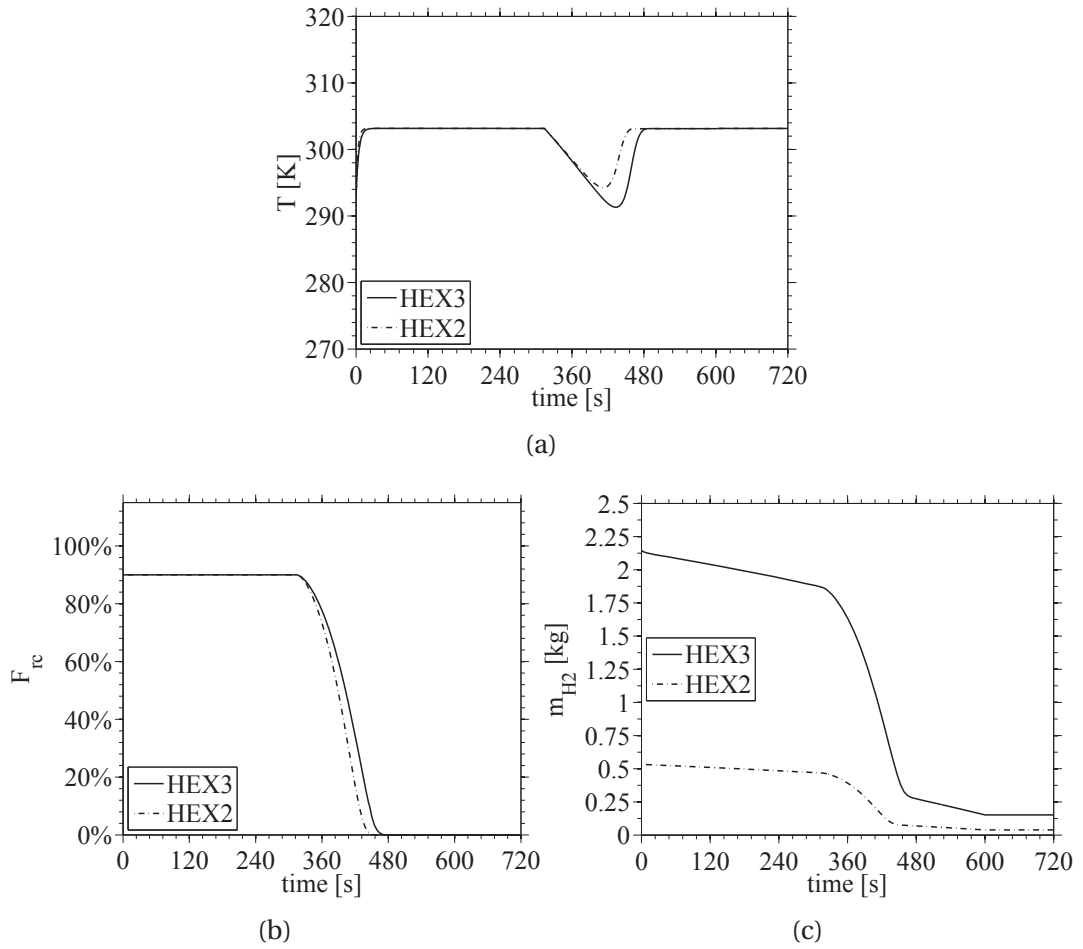 320
310
300
290
280
270
T [K]
HEX3
HEX2
0 120 240 360 480 600 720
time [s]
(a)
100%
80%
60%
40%
20%
0%
F_rc
HEX3
HEX2
0 120 240 360 480 600 720
time [s]
(b)
2.5
2.25
2
1.75
1.5
1.25
1
0.75
0.5
0.25
0
m_H2 [kg]
HEX3
HEX2
0 120 240 360 480 600 720
time [s]
(c)